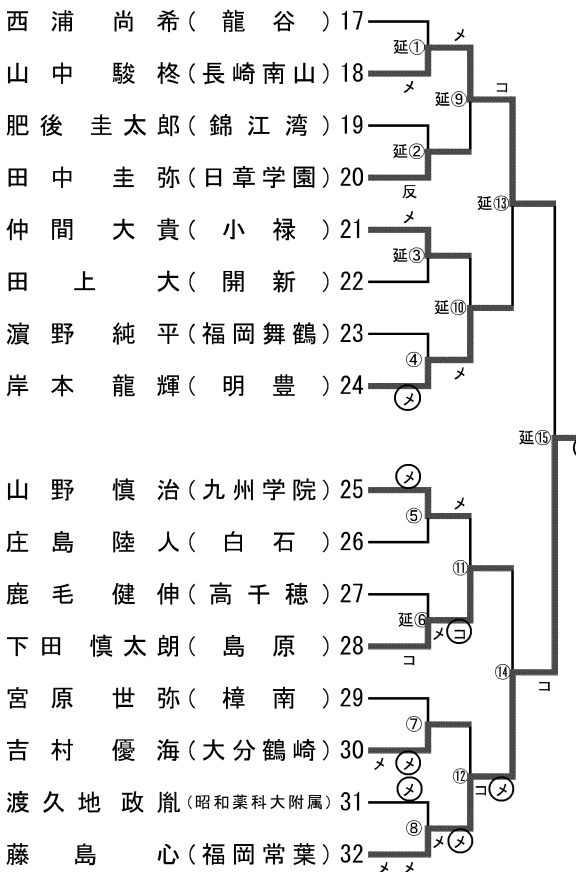 西浦 尚希(龍谷)17
延① メ
山中 駿柊(長崎南山)18
メ 延⑨ コ
肥後 圭太郎(錦江湾)19
延②
田中 圭弥(日章学園)20
反 延⑬
メ
仲間 大貴(小禄)21
延③
田上 大(開新)22
延⑩
濵野 純平(福岡舞鶴)23
④ メ
岸本 龍輝(明豊)24
メ
延⑮
メ
山野 慎治(九州学院)25
⑤ メ
庄島 陸人(白石)26
⑪
鹿毛 健伸(高千穂)27
延⑥ メ コ
下田 慎太朗(島原)28
コ ⑭ コ
宮原 世弥(樟南)29
⑦
吉村 優海(大分鶴崎)30
メ メ ⑫ コ メ
メ
渡久地 政胤(昭和薬科大附属)31
⑧ メ メ
藤島 心(福岡常葉)32
メ メ